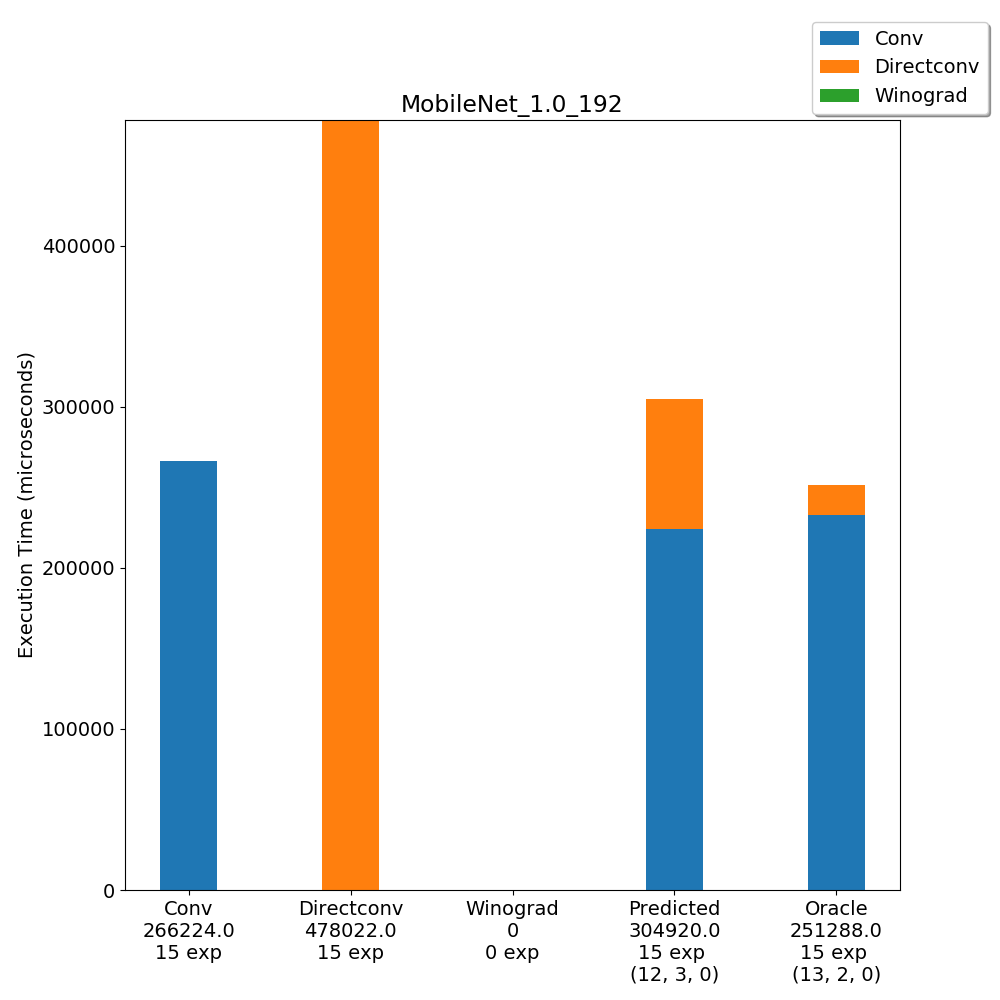 Conv
Directconv
Winograd
MobileNet_1.0_192
Execution Time (microseconds)
400000
300000
200000
100000
0
Conv
266224.0
15 exp
Directconv
478022.0
15 exp
Winograd
0
0 exp
Predicted
304920.0
15 exp
(12, 3, 0)
Oracle
251288.0
15 exp
(13, 2, 0)